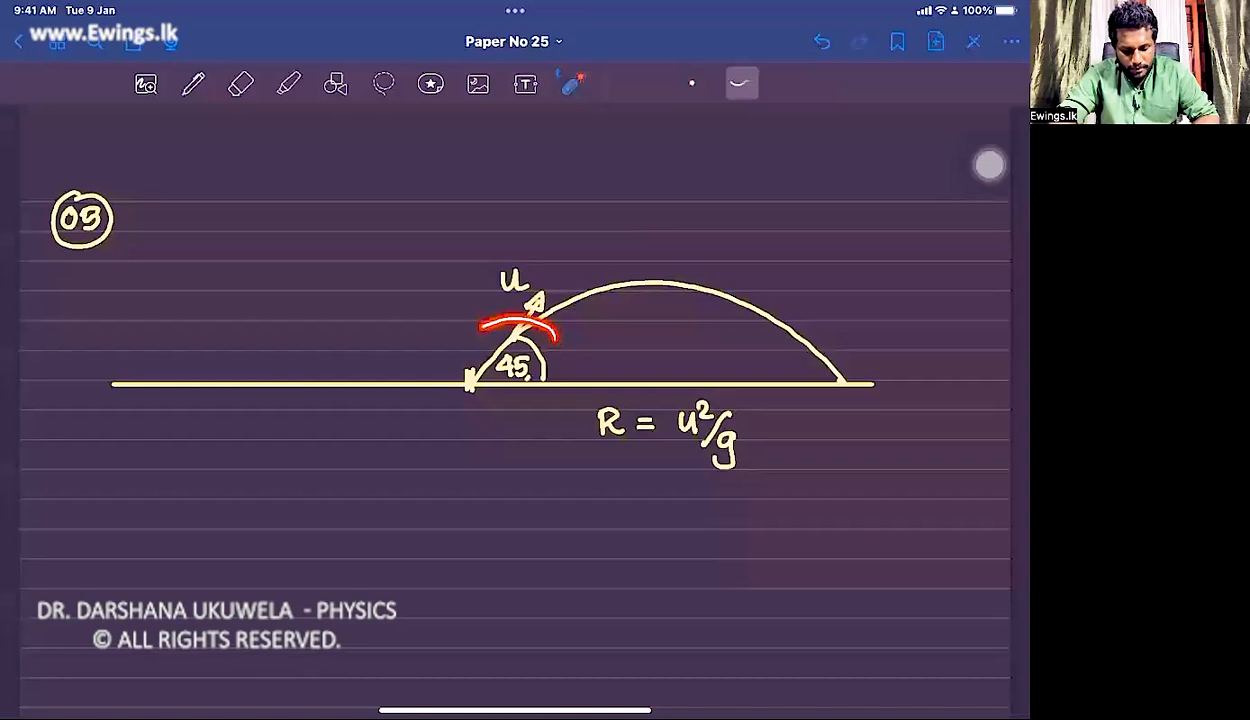 9:41 AM Tue 9 Jan
100%
www.Ewings.lk
Paper No 25
T
Ewings.lk
09
u
45
R = u²/g
DR. DARSHANA UKUWELA - PHYSICS
© ALL RIGHTS RESERVED.